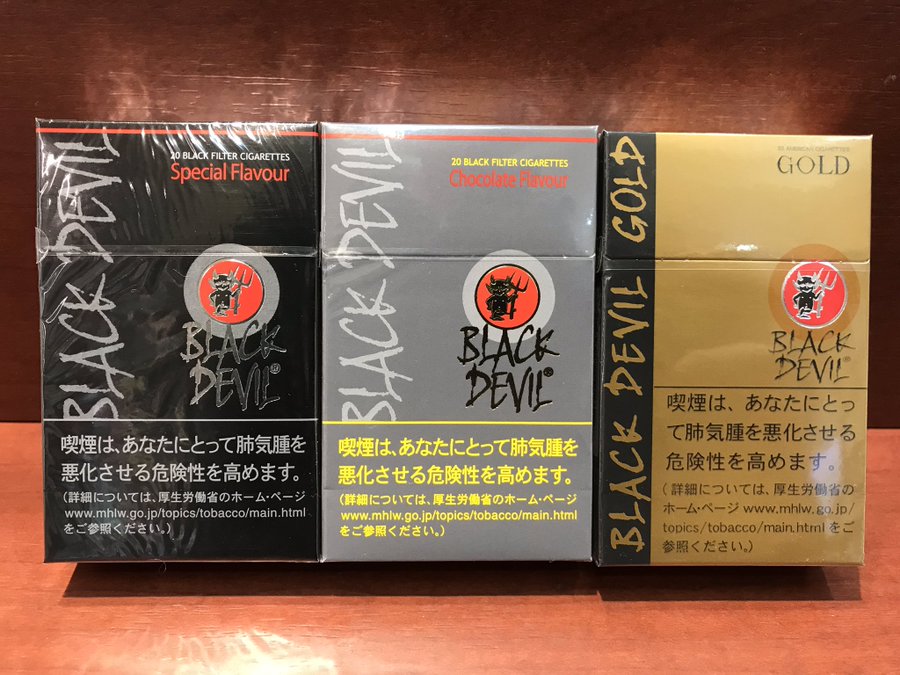 BLACK DEVIL
20 BLACK FILTER CIGARETTES
Special Flavour
BLACK
DEVIL®
喫煙は、あなたにとって肺気腫を
悪化させる危険性を高めます。
(詳細については、厚生労働省のホーム・ページ
www.mhlw.go.jp/topics/tobacco/main.html
をご参照ください。)
BLACK DEVIL
20 BLACK FILTER CIGARETTES
Chocolate Flavour
BLACK
DEVIL®
喫煙は、あなたにとって肺気腫を
悪化させる危険性を高めます。
(詳細については、厚生労働省のホーム・ページ
www.mhlw.go.jp/topics/tobacco/main.html
をご参照ください。)
BLACK DEVIL GOLD
20 AMERICAN CIGARETTES
GOLD
BLACK
DEVIL®
喫煙は、あなたにとっ
て肺気腫を悪化させる
危険性を高めます。
(詳細については、厚生労働省の
ホーム・ページ www.mhlw.go.jp/
topics/tobacco/main.htmlをご
参照ください。)